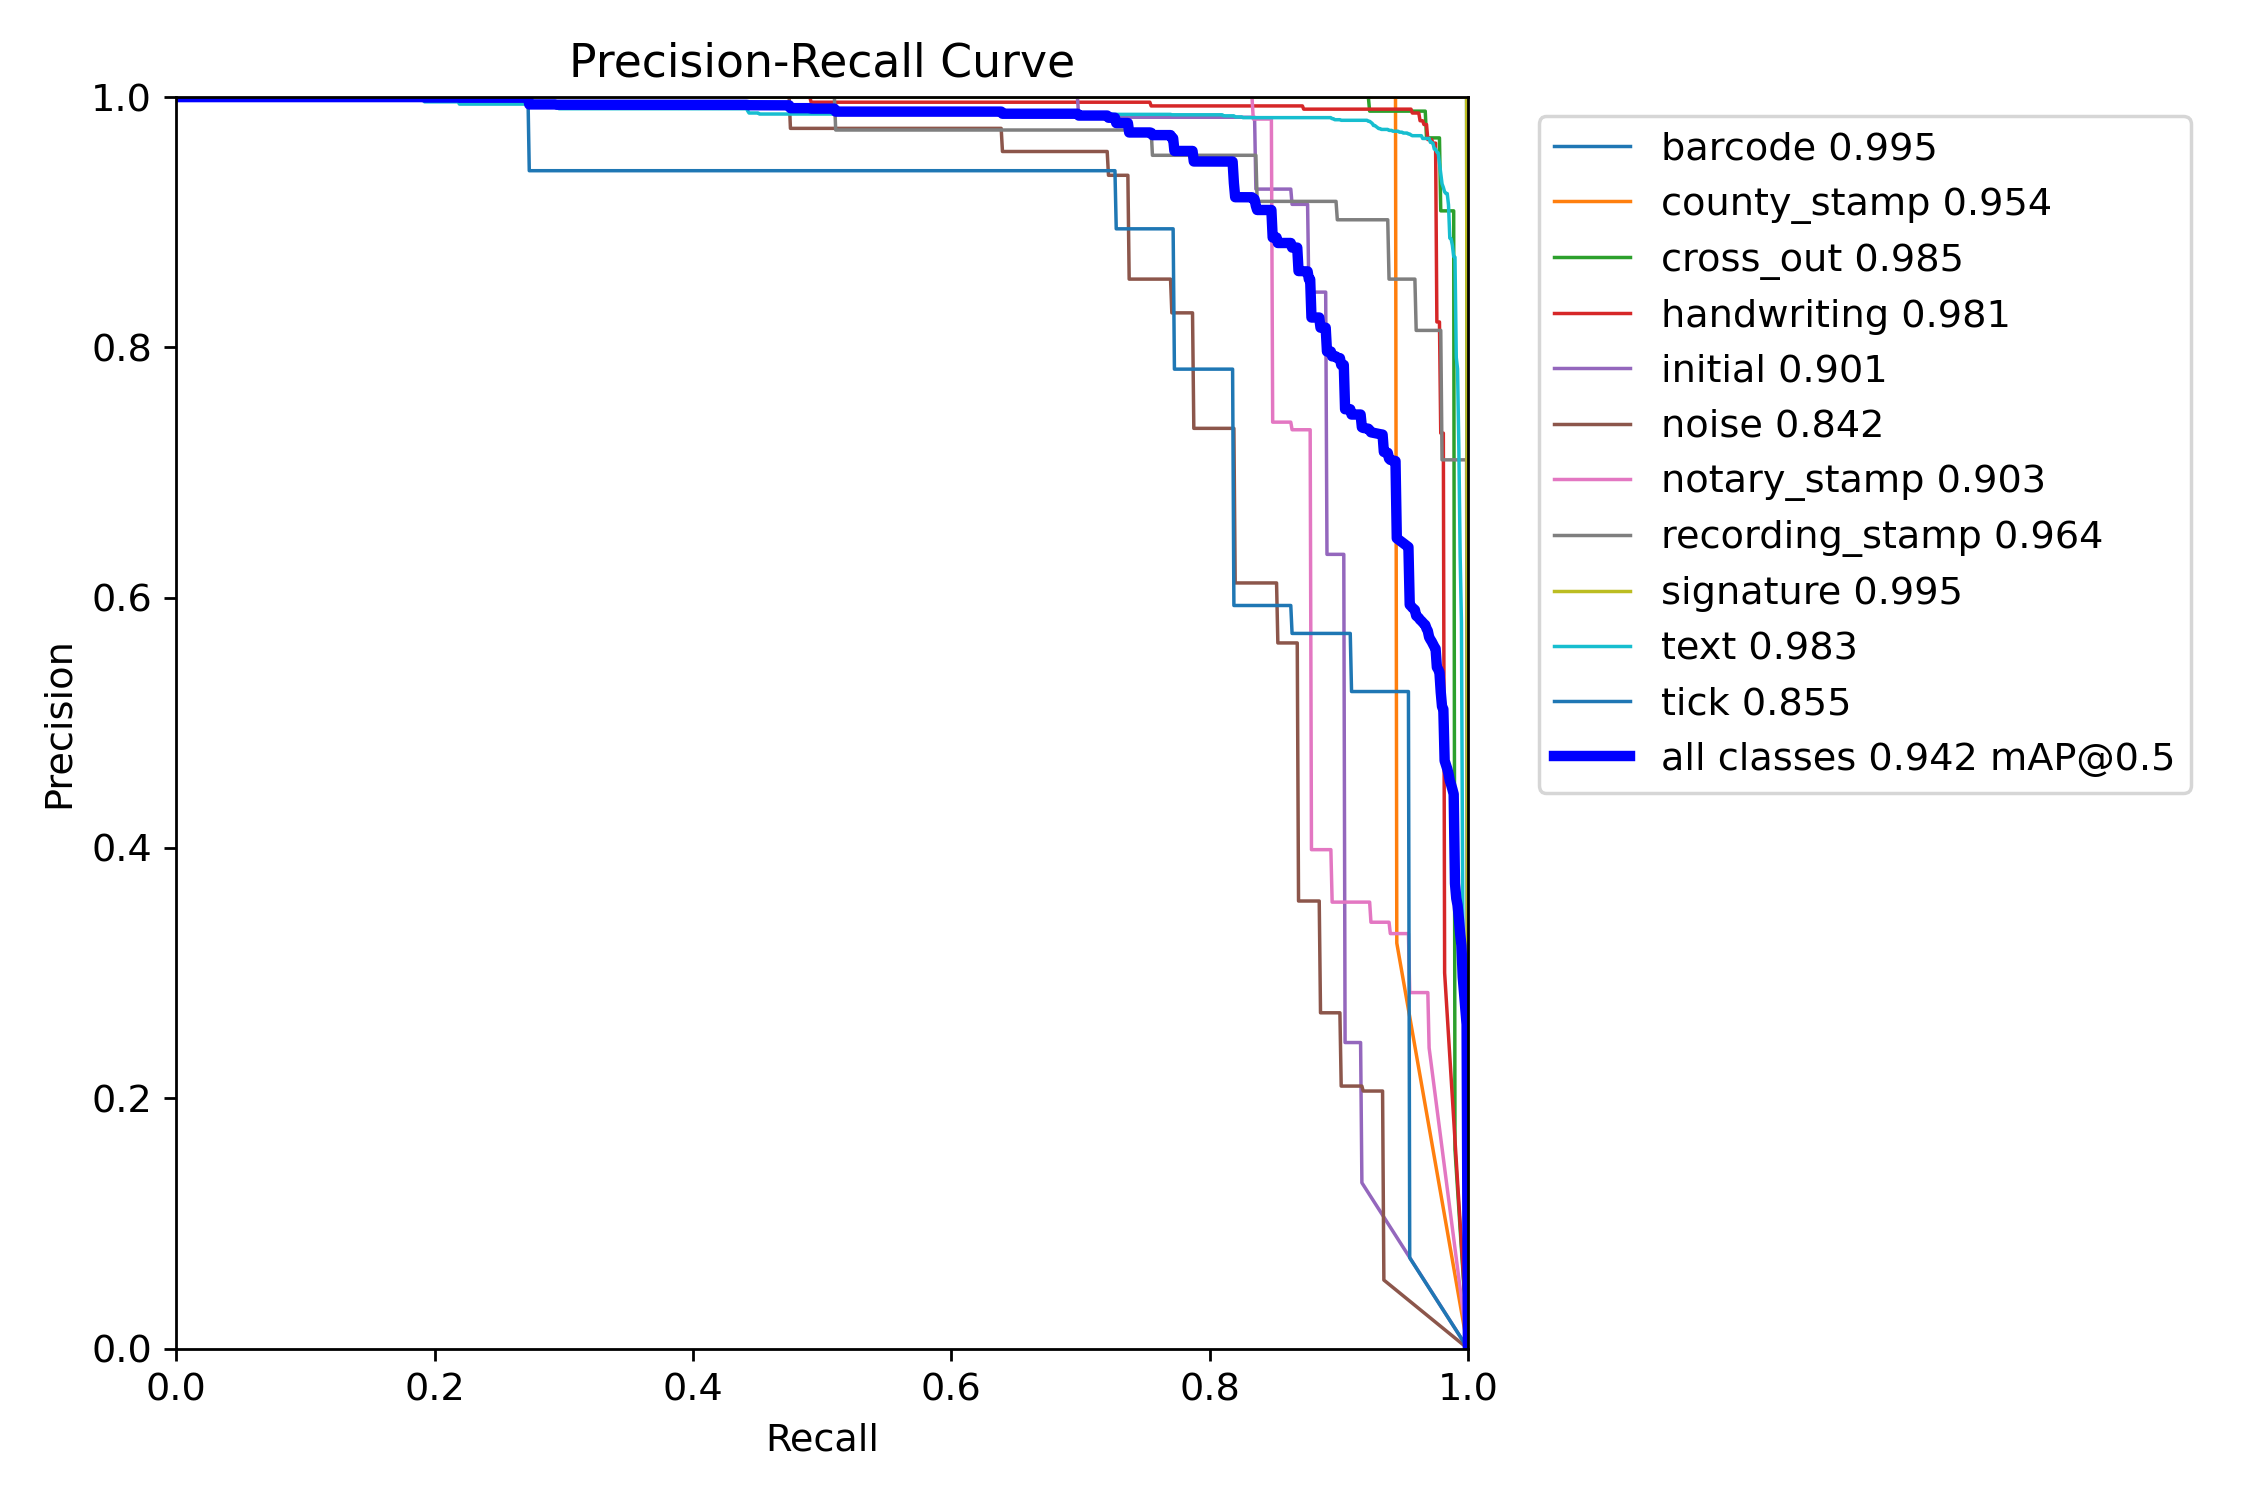 Precision-Recall Curve
1.0
0.8
0.6
0.4
0.2
0.0
Precision
0.0 0.2 0.4 0.6 0.8 1.0
Recall
barcode 0.995
county_stamp 0.954
cross_out 0.985
handwriting 0.981
initial 0.901
noise 0.842
notary_stamp 0.903
recording_stamp 0.964
signature 0.995
text 0.983
tick 0.855
all classes 0.942 mAP@0.5